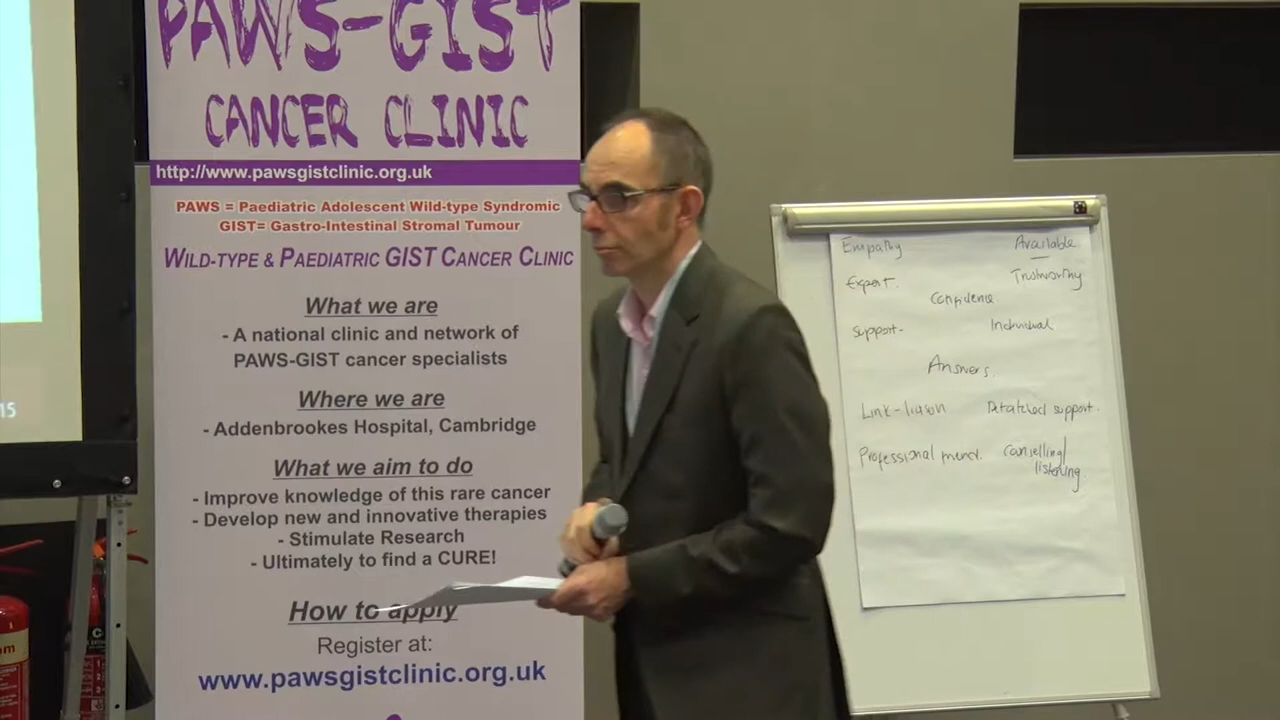 PAWS-GIST
CANCER CLINIC
http://www.pawsgistclinic.org.uk
PAWS = Paediatric Adolescent Wild-type Syndromic
GIST= Gastro-Intestinal Stromal Tumour
WILD-TYPE & PAEDIATRIC GIST CANCER CLINIC
What we are
- A national clinic and network of
PAWS-GIST cancer specialists
Where we are
- Addenbrookes Hospital, Cambridge
What we aim to do
- Improve knowledge of this rare cancer
- Develop new and innovative therapies
- Stimulate Research
- Ultimately to find a CURE!
How to apply
Register at:
www.pawsgistclinic.org.uk
15
Empathy Available
Expert. Trustworthy
Confidence
Support- Individual
Answers.
Link-liason support.
Professional
listening